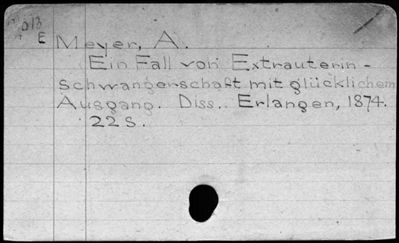 E
Meyer, A.
Ein Fall von Extrauterin-
schwangerschaft mit glücklichem
Ausgang. Diss.. Erlangen, 1874.
22 S.